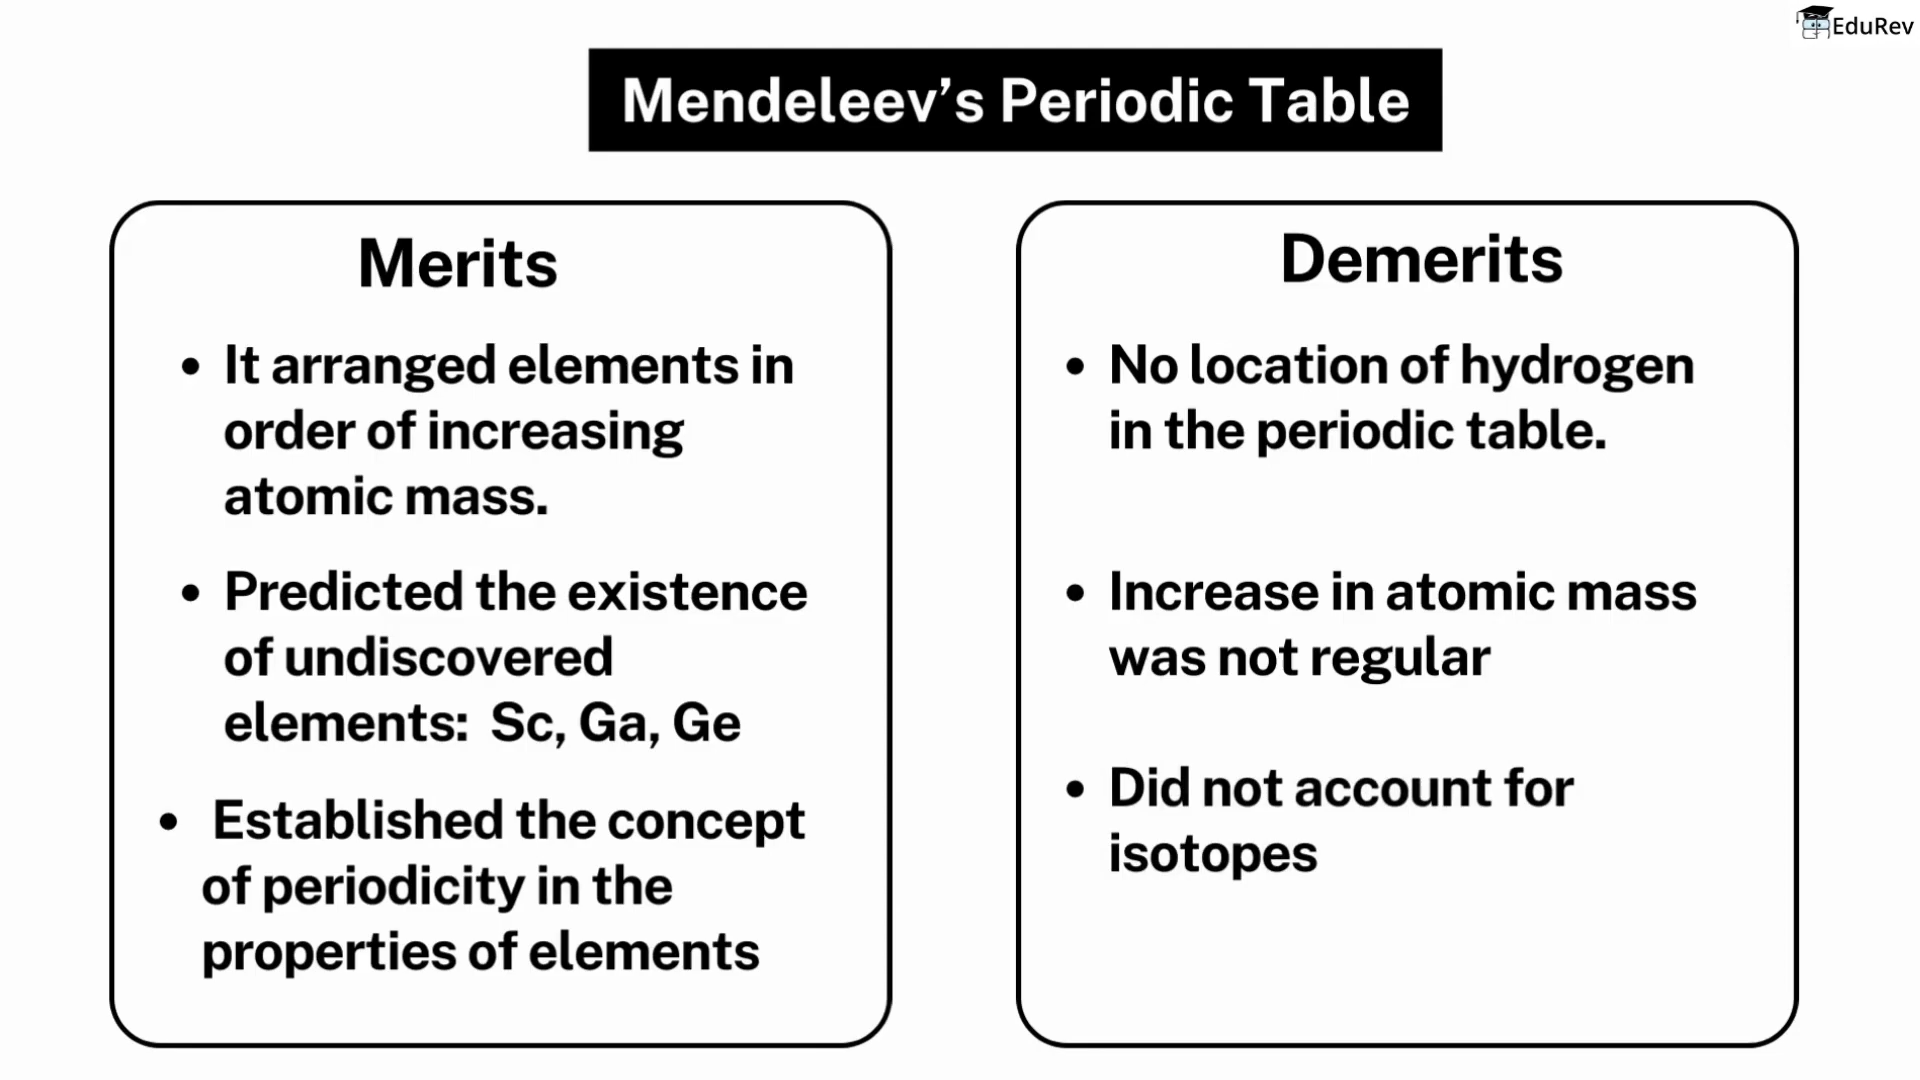 EduRev
Mendeleev’s Periodic Table
Merits
• It arranged elements in
order of increasing
atomic mass.
• Predicted the existence
of undiscovered
elements: Sc, Ga, Ge
• Established the concept
of periodicity in the
properties of elements
Demerits
• No location of hydrogen
in the periodic table.
• Increase in atomic mass
was not regular
• Did not account for
isotopes